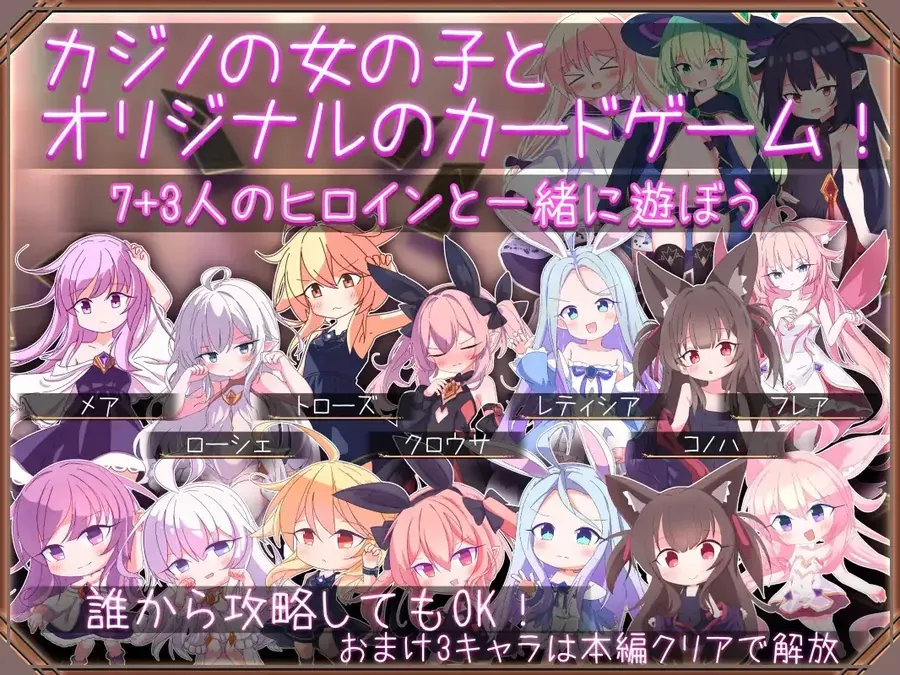 カジノの女の子と
オリジナルのカードゲーム！
7+3人のヒロインと一緒に遊ぼう
メア
トローズ
レティシア
フレア
ローシェ
クロウサ
コノハ
誰から攻略してもOK！
おまけ3キャラは本編クリアで解放